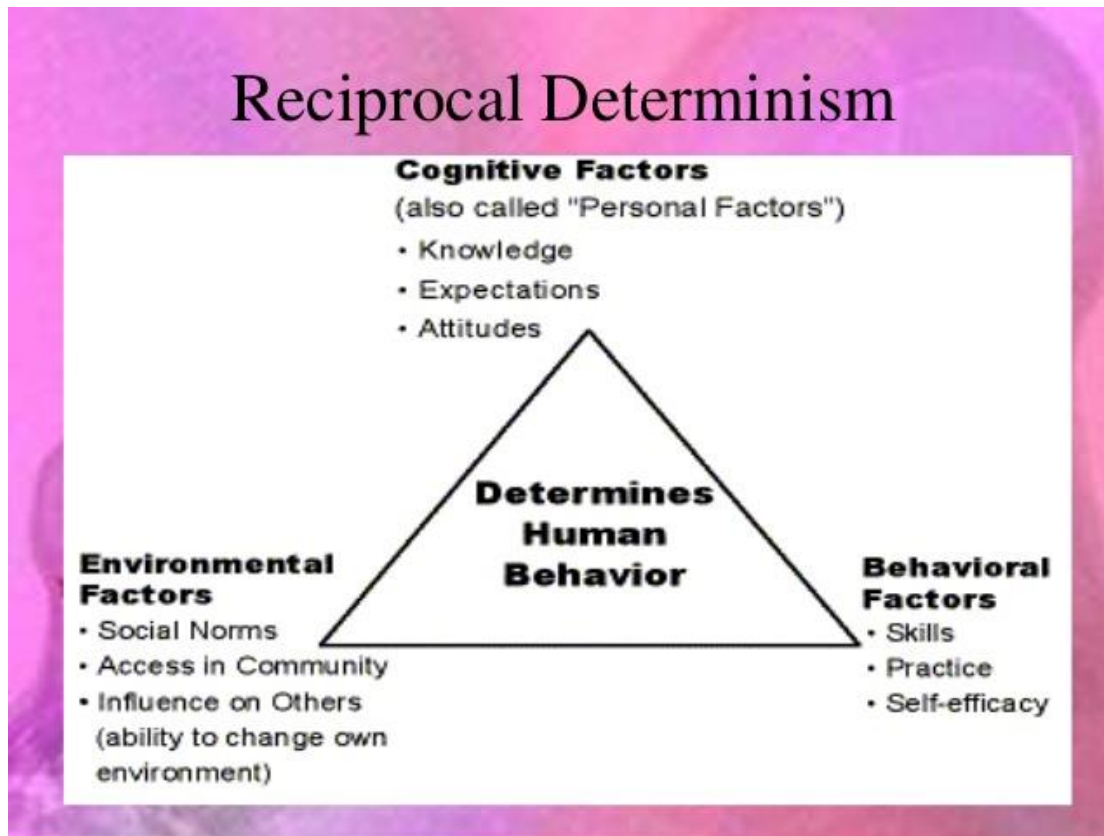 Reciprocal Determinism
Cognitive Factors
(also called "Personal Factors")
• Knowledge
• Expectations
• Attitudes
Determines
Human
Behavior
Environmental
Factors
• Social Norms
• Access in Community
• Influence on Others
(ability to change own
environment)
Behavioral
Factors
• Skills
• Practice
• Self-efficacy